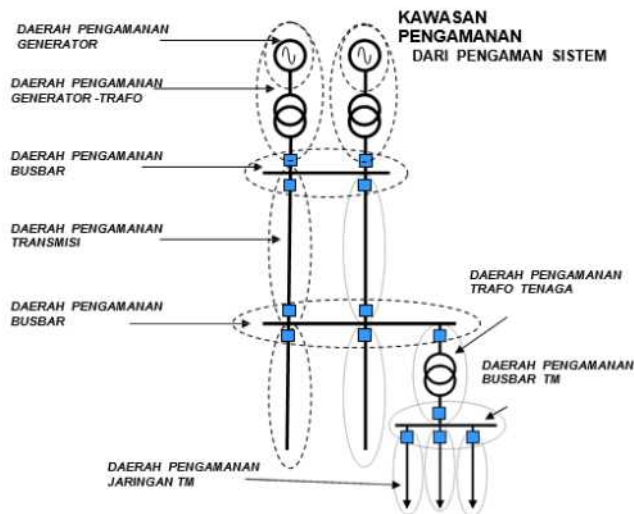 KAWASAN
PENGAMANAN
DARI PENGAMAN SISTEM
DAERAH PENGAMANAN
GENERATOR
DAERAH PENGAMANAN
GENERATOR -TRAFO
DAERAH PENGAMANAN
BUSBAR
DAERAH PENGAMANAN
TRANSMISI
DAERAH PENGAMANAN
BUSBAR
DAERAH PENGAMANAN
TRAFO TENAGA
DAERAH PENGAMANAN
BUSBAR TM
DAERAH PENGAMANAN
JARINGAN TM